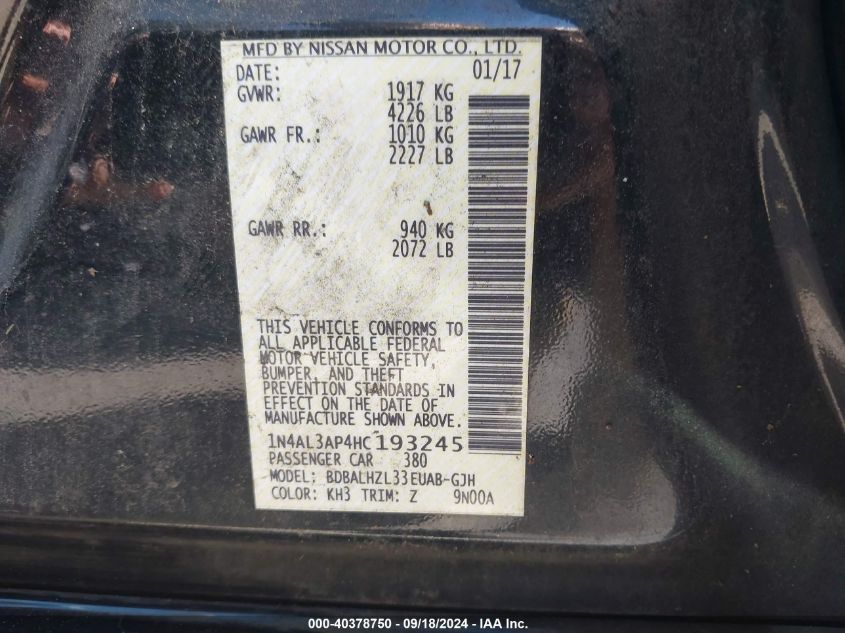 MFD BY NISSAN MOTOR CO., LTD.
DATE: 01/17
GVWR: 1917 KG
4226 LB
GAWR FR.: 1010 KG
2227 LB
GAWR RR.: 940 KG
2072 LB
THIS VEHICLE CONFORMS TO
ALL APPLICABLE FEDERAL
MOTOR VEHICLE SAFETY,
BUMPER, AND THEFT
PREVENTION STANDARDS IN
EFFECT ON THE DATE OF
MANUFACTURE SHOWN ABOVE.
1N4AL3AP4HC193245
PASSENGER CAR 380
MODEL: BDBALHZL33EUAB-GJH
COLOR: KH3 TRIM: Z 9N00A
000-40378750 - 09/18/2024 - IAA Inc.